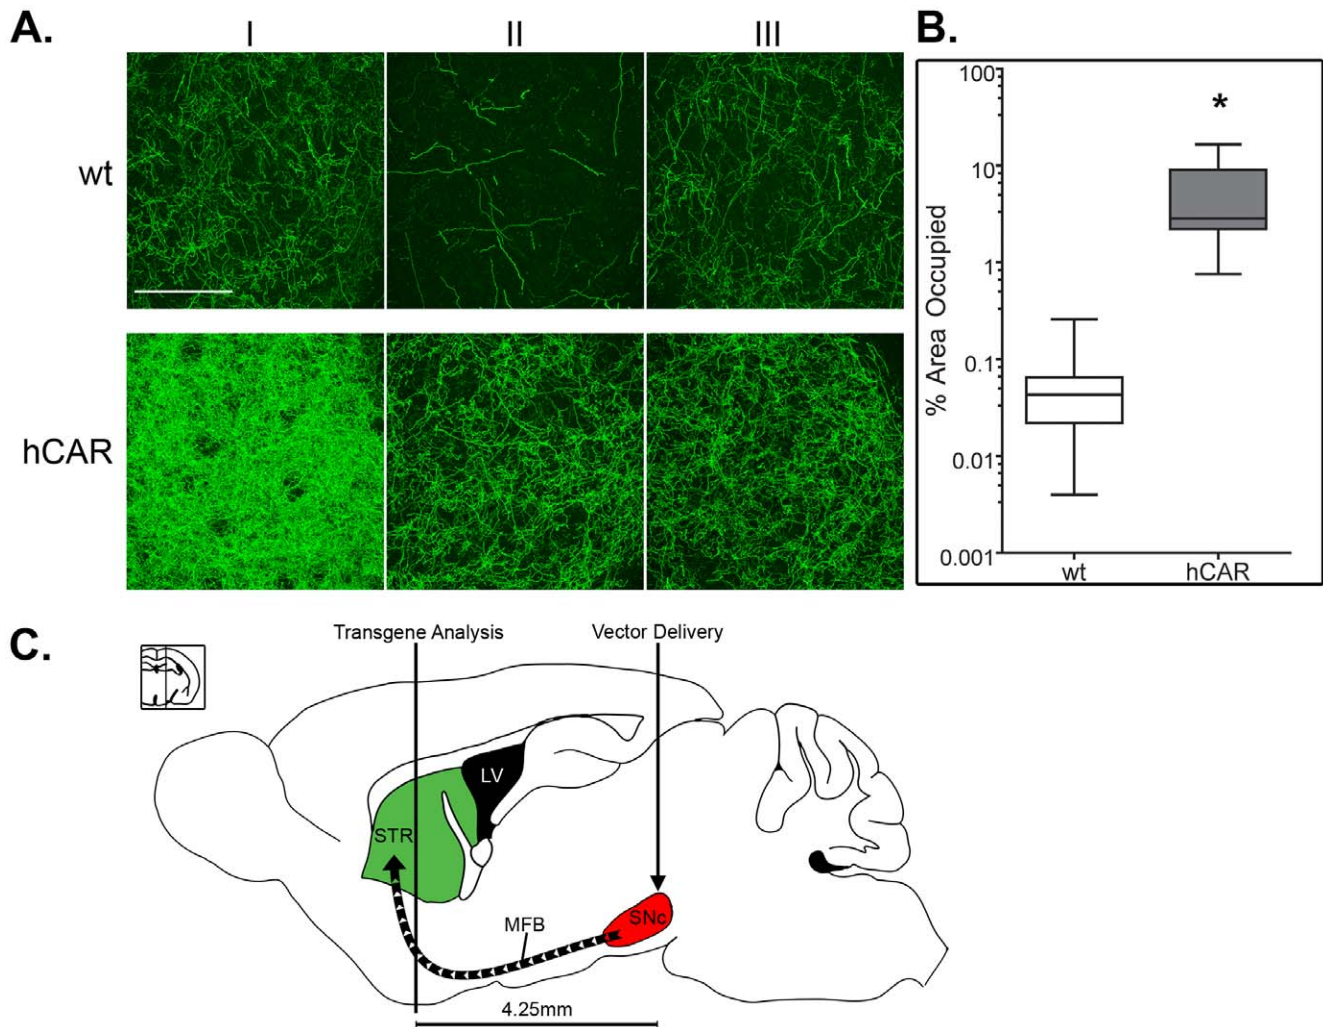 A.
I II III
wt
hCAR
B.
% Area Occupied
100
10
1
0.1
0.01
0.001
*
wt hCAR
C.
Transgene Analysis Vector Delivery
LV
STR
SNc
MFB
4.25mm